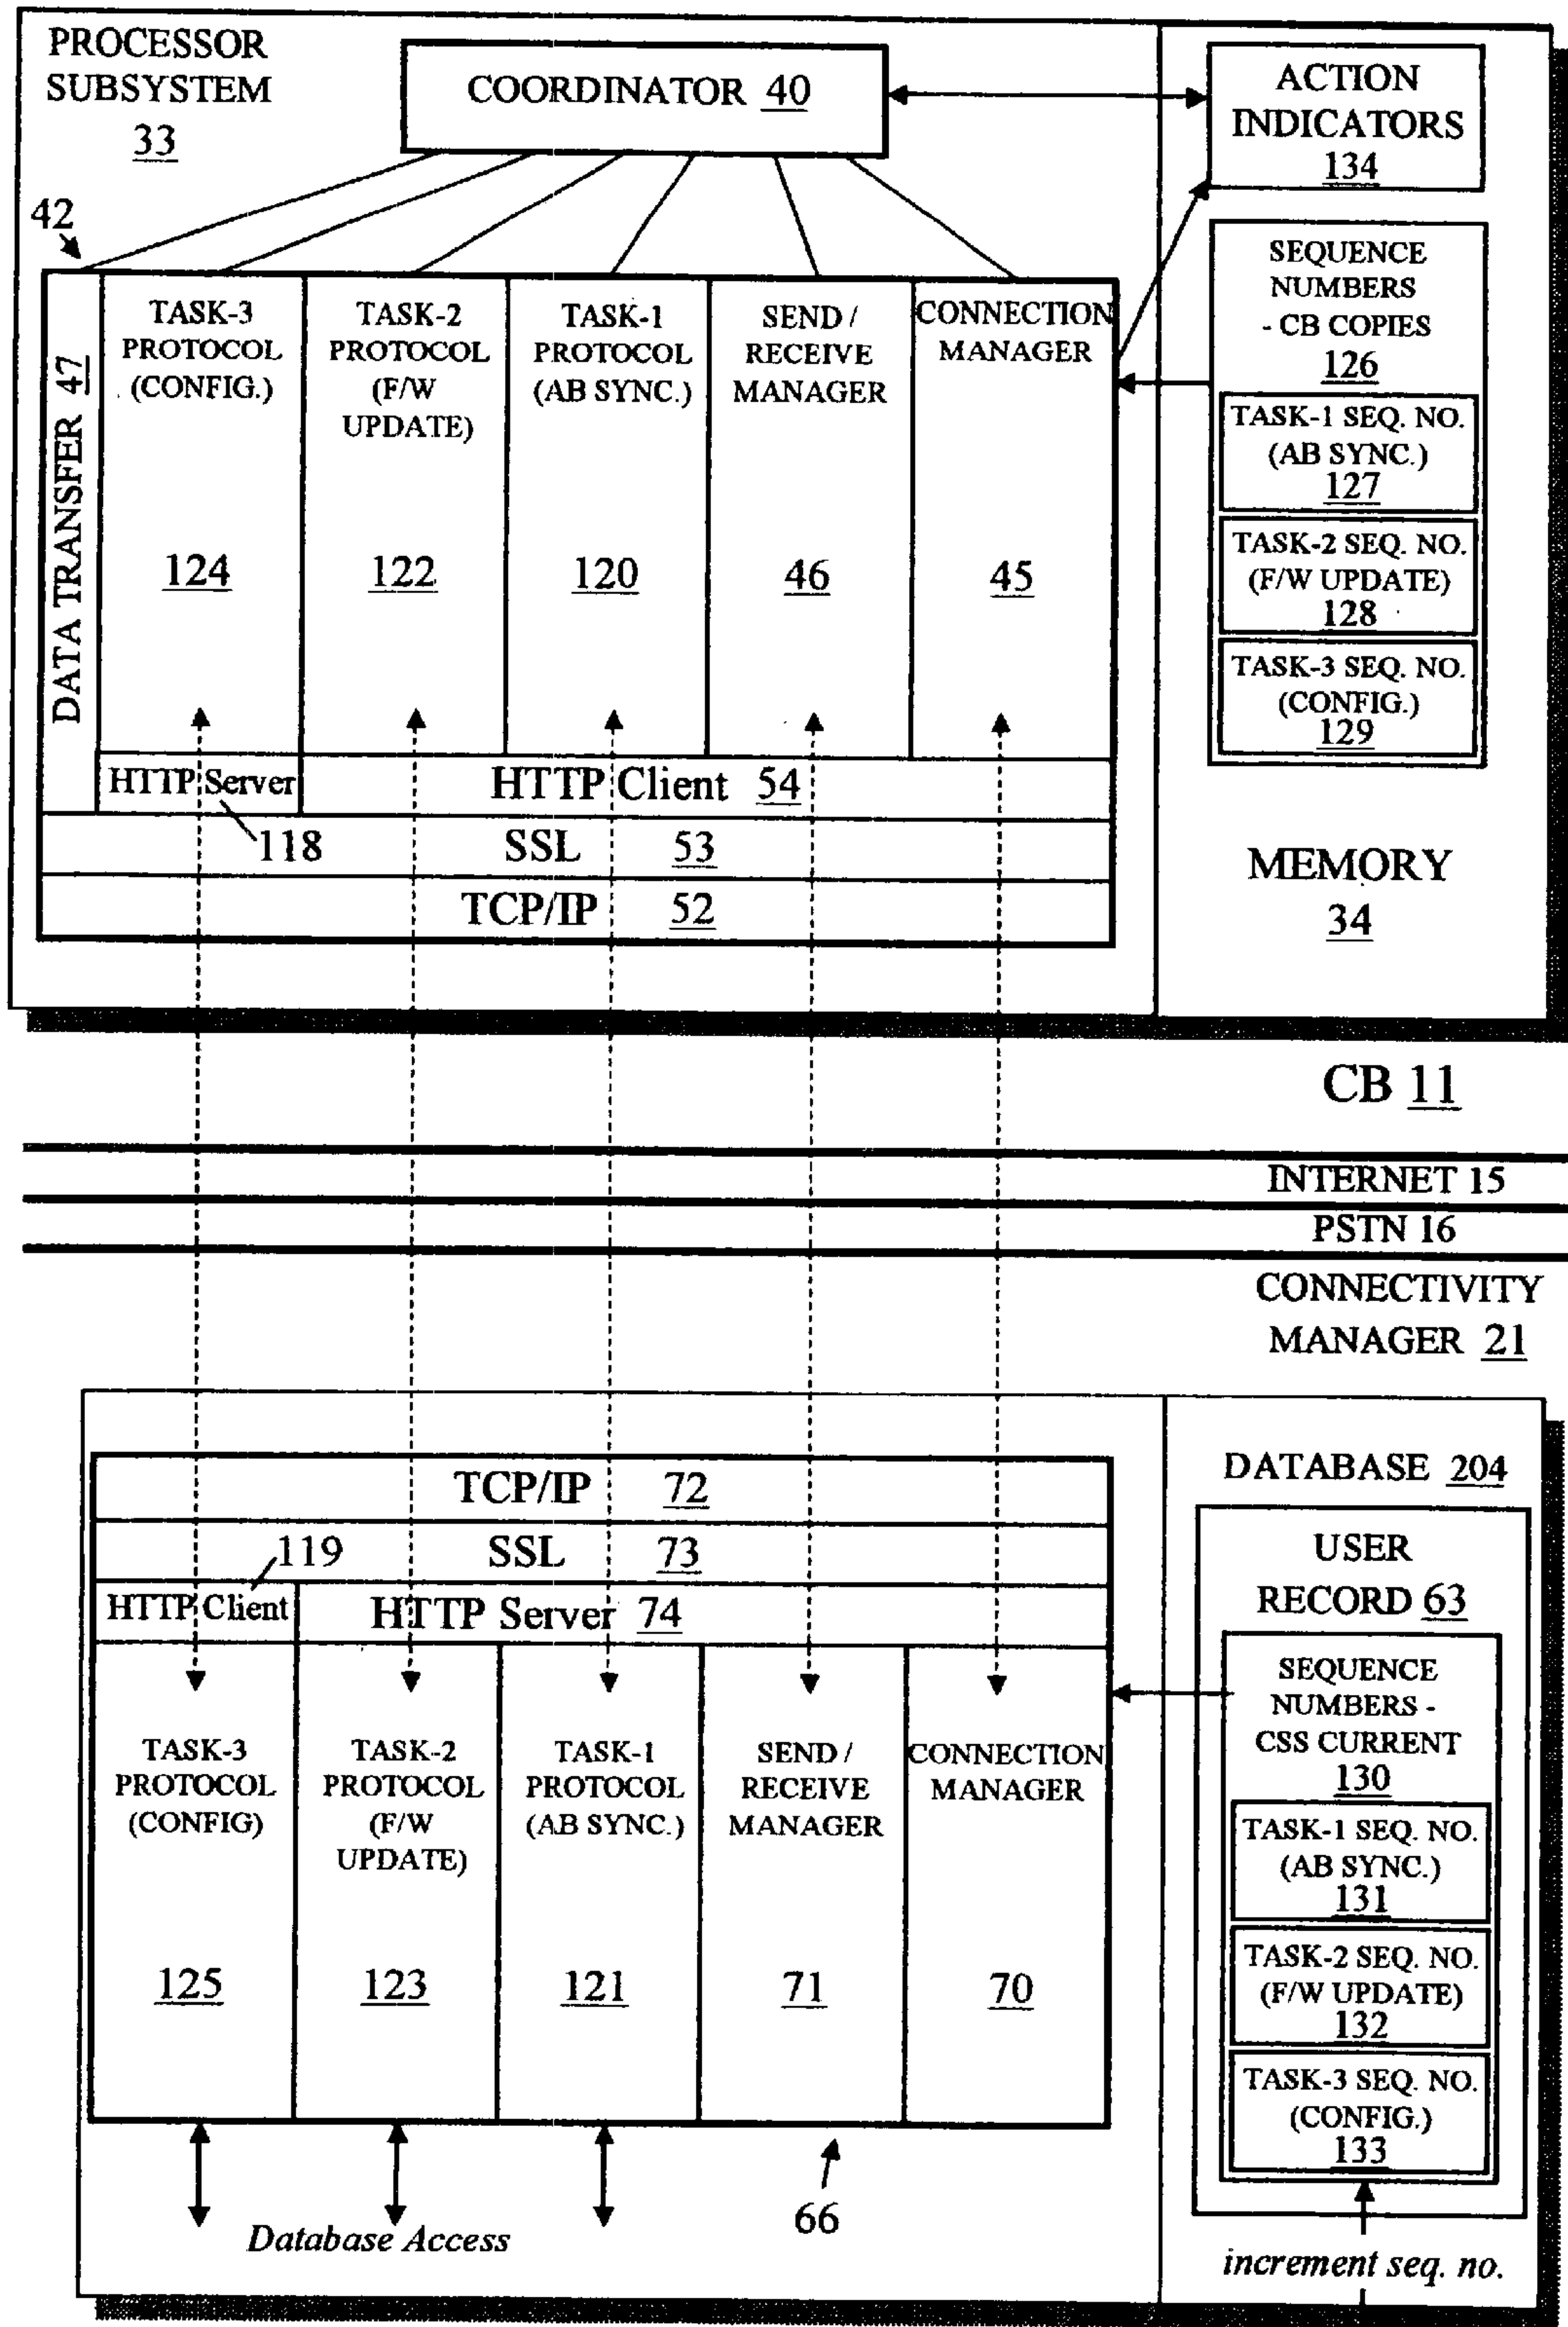 PROCESSOR
SUBSYSTEM
33
COORDINATOR 40
ACTION
INDICATORS
134
42
DATA TRANSFER 47
TASK-3
PROTOCOL
(CONFIG.)
124
TASK-2
PROTOCOL
(F/W
UPDATE)
122
TASK-1
PROTOCOL
(AB SYNC.)
120
SEND /
RECEIVE
MANAGER
46
CONNECTION
MANAGER
45
HTTP Server
118
HTTP Client 54
SSL 53
TCP/IP 52
SEQUENCE
NUMBERS
- CB COPIES
126
TASK-1 SEQ. NO.
(AB SYNC.)
127
TASK-2 SEQ. NO.
(F/W UPDATE)
128
TASK-3 SEQ. NO.
(CONFIG.)
129
MEMORY
34
CB 11
INTERNET 15
PSTN 16
CONNECTIVITY
MANAGER 21
TCP/IP 72
119
SSL 73
HTTP Client
HTTP Server 74
TASK-3
PROTOCOL
(CONFIG)
125
TASK-2
PROTOCOL
(F/W
UPDATE)
123
TASK-1
PROTOCOL
(AB SYNC.)
121
SEND /
RECEIVE
MANAGER
71
CONNECTION
MANAGER
70
Database Access
66
DATABASE 204
USER
RECORD 63
SEQUENCE
NUMBERS -
CSS CURRENT
130
TASK-1 SEQ. NO.
(AB SYNC.)
131
TASK-2 SEQ. NO.
(F/W UPDATE)
132
TASK-3 SEQ. NO.
(CONFIG.)
133
increment seq. no.